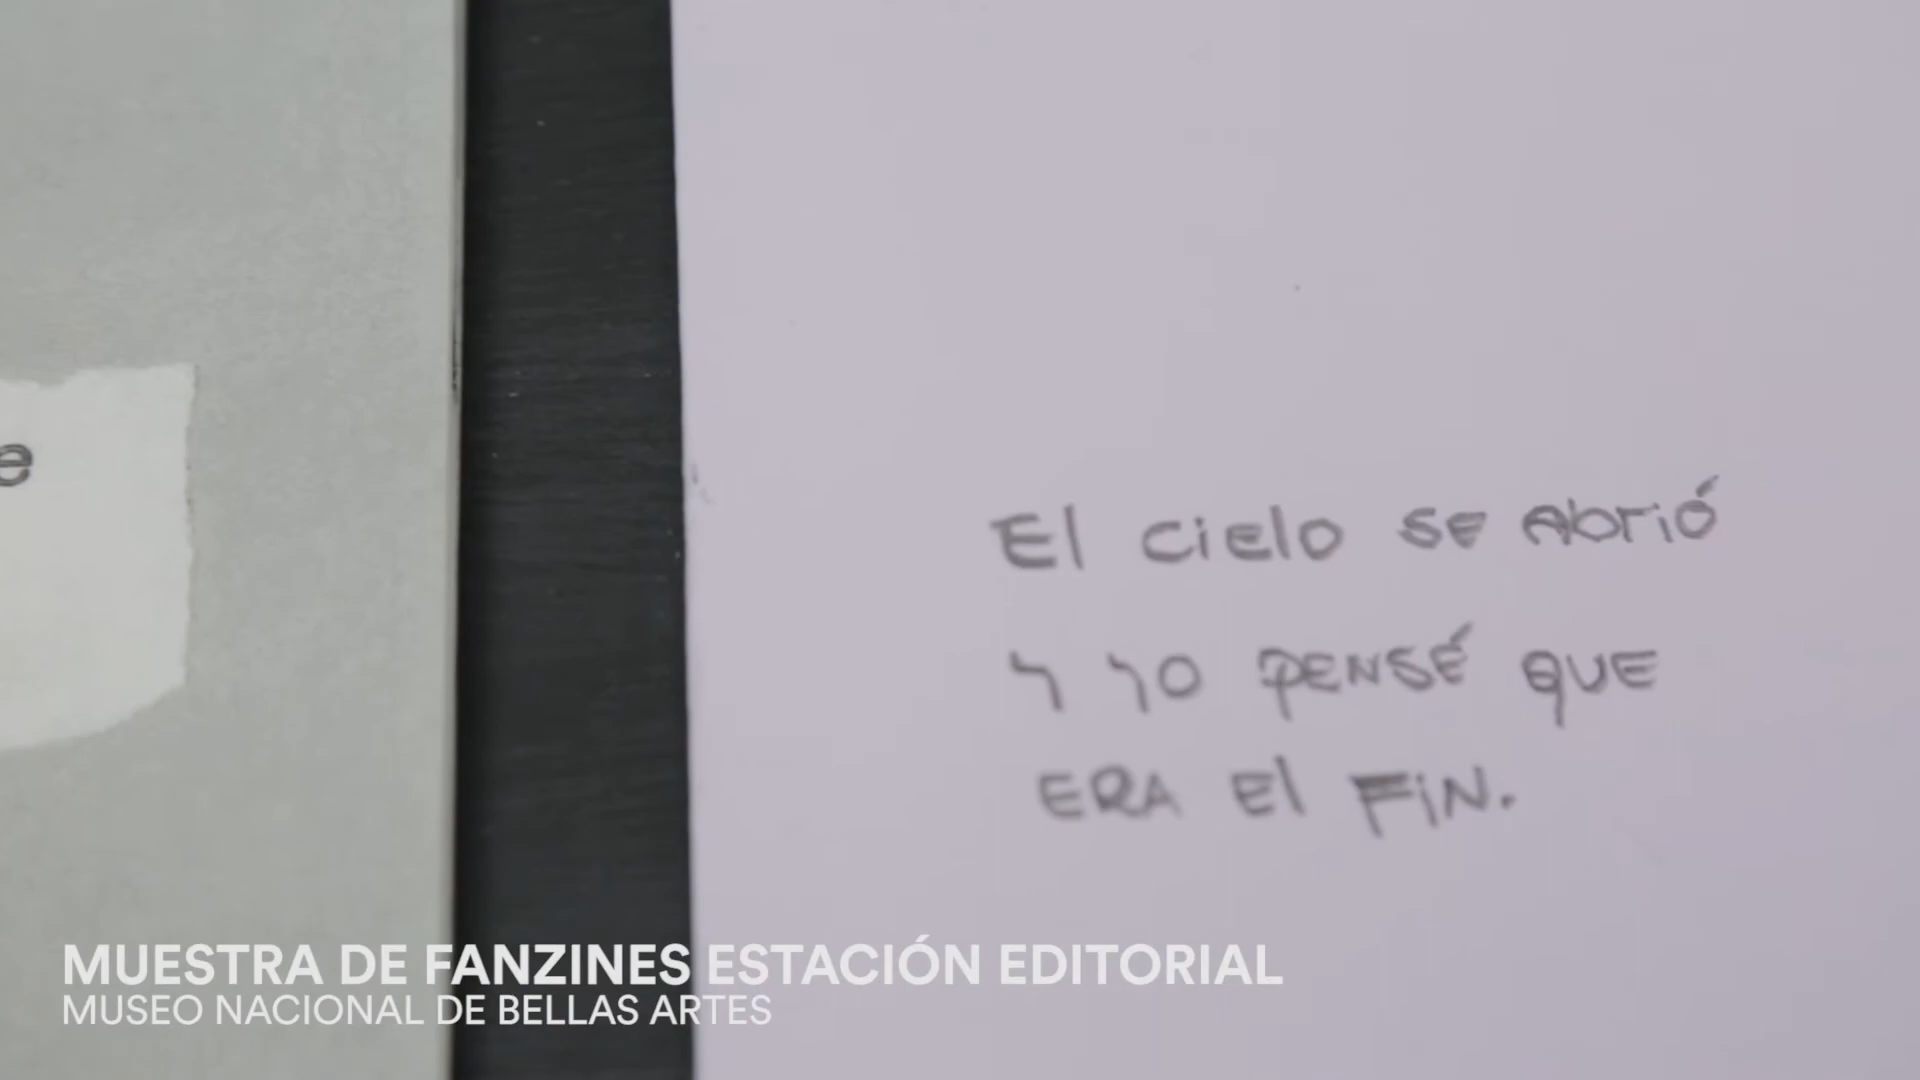 e
El cielo se Abrió
y yo PENSÉ QUE
ERA El FiN.
MUESTRA DE FANZINES ESTACIÓN EDITORIAL
MUSEO NACIONAL DE BELLAS ARTES